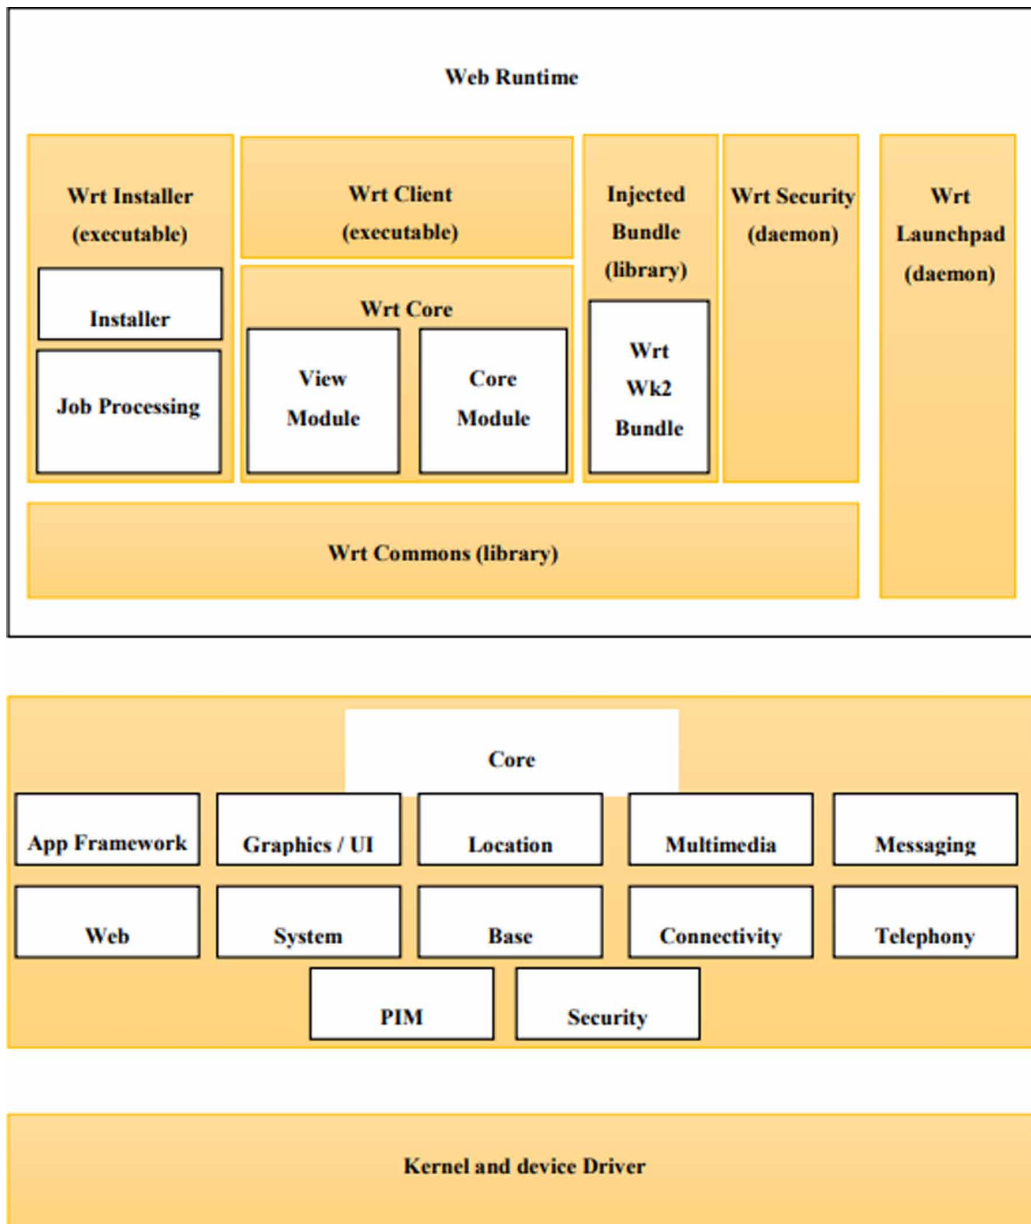 Web Runtime
Wrt Installer
(executable)
Installer
Job Processing
Wrt Client
(executable)
Wrt Core
View
Module
Core
Module
Injected
Bundle
(library)
Wrt
Wk2
Bundle
Wrt Security
(daemon)
Wrt
Launchpad
(daemon)
Wrt Commons (library)
Core
App Framework
Graphics / UI
Location
Multimedia
Messaging
Web
System
Base
Connectivity
Telephony
PIM
Security
Kernel and device Driver